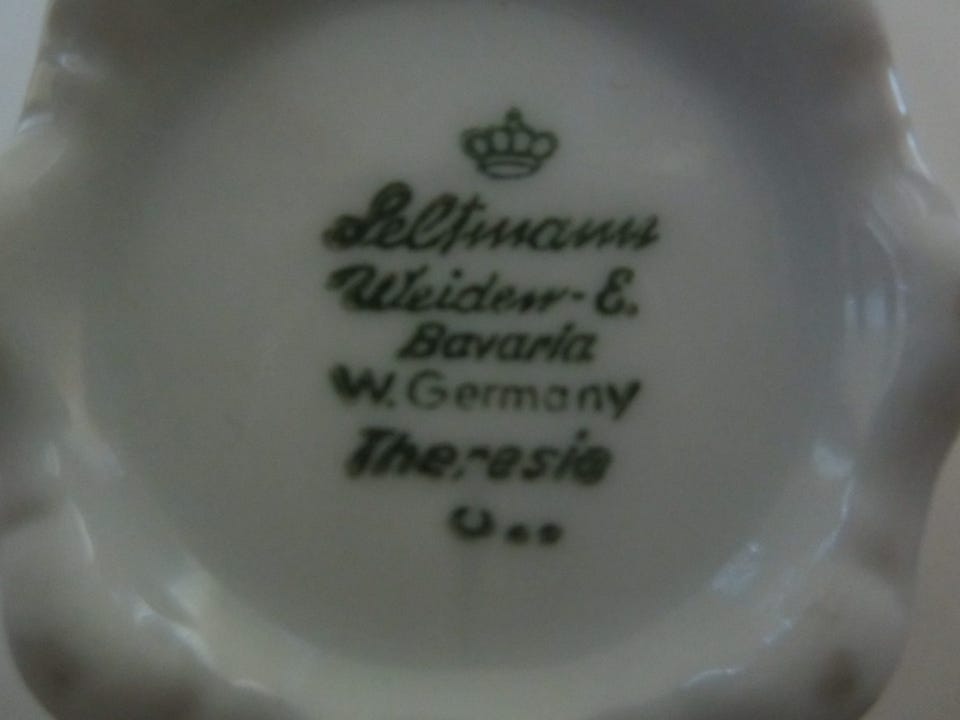 Seltmann
Weiden-E.
Bavaria
W.Germany
Theresia